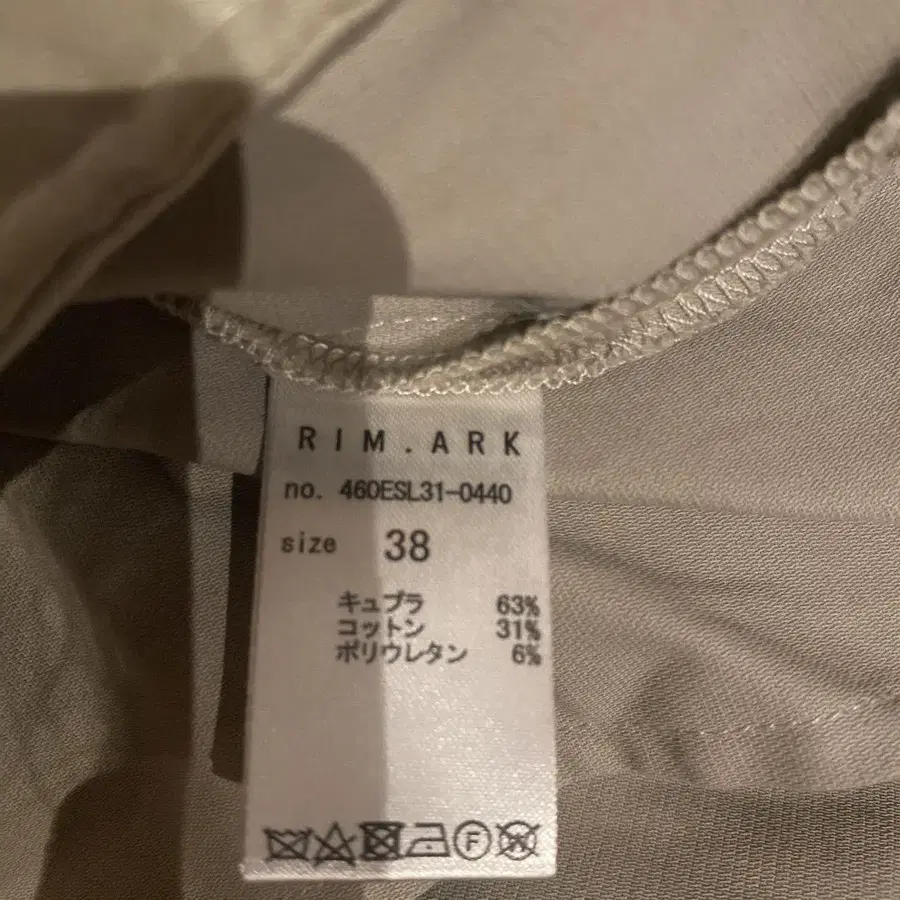 RIM.ARK
no. 460ESL31-0440
size 38
キュプラ 63%
コットン 31%
ポリウレタン 6%
F W